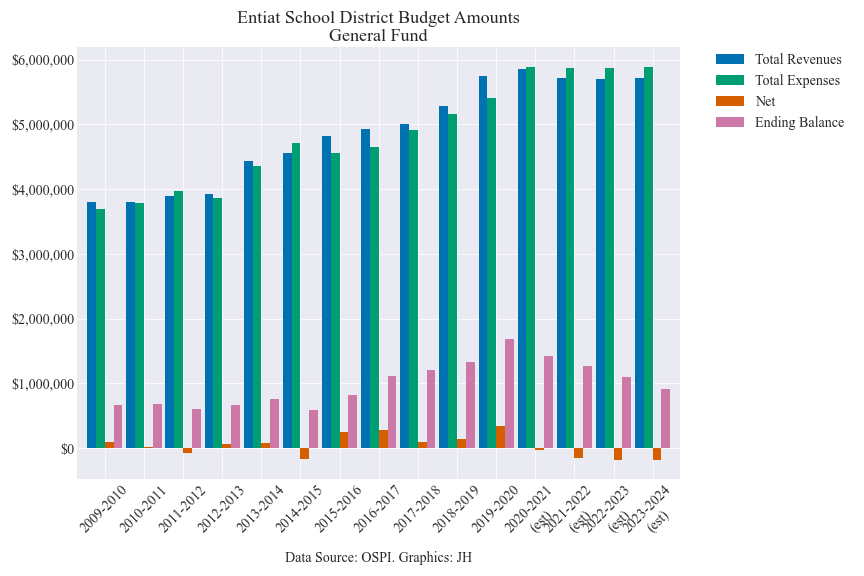 Entiat School District Budget Amounts
General Fund
$6,000,000
$5,000,000
$4,000,000
$3,000,000
$2,000,000
$1,000,000
$0
2009-2010
2010-2011
2011-2012
2012-2013
2013-2014
2014-2015
2015-2016
2016-2017
2017-2018
2018-2019
2019-2020
2020-2021
(est)
2021-2022
(est)
2022-2023
(est)
2023-2024
(est)
Total Revenues
Total Expenses
Net
Ending Balance
Data Source: OSPI. Graphics: JH